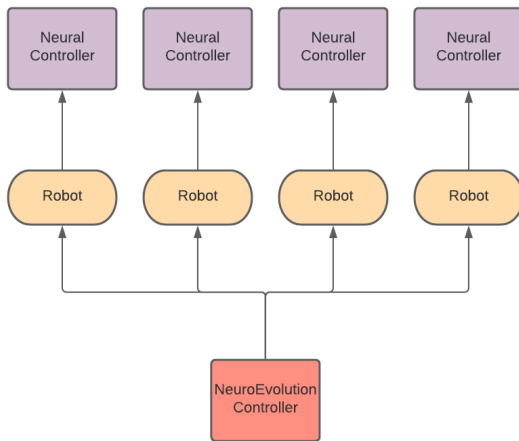 Neural
Controller
Neural
Controller
Neural
Controller
Neural
Controller
Robot
Robot
Robot
Robot
NeuroEvolution
Controller